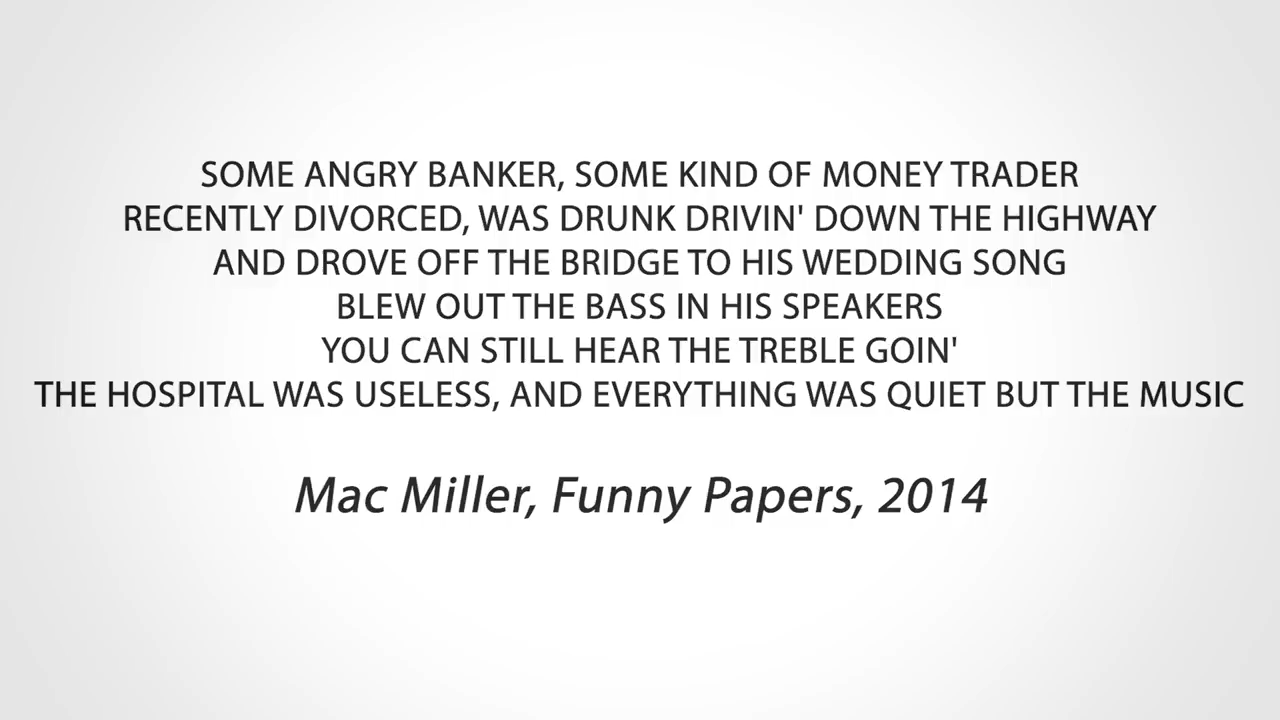 SOME ANGRY BANKER, SOME KIND OF MONEY TRADER
RECENTLY DIVORCED, WAS DRUNK DRIVIN' DOWN THE HIGHWAY
AND DROVE OFF THE BRIDGE TO HIS WEDDING SONG
BLEW OUT THE BASS IN HIS SPEAKERS
YOU CAN STILL HEAR THE TREBLE GOIN'
THE HOSPITAL WAS USELESS, AND EVERYTHING WAS QUIET BUT THE MUSIC
Mac Miller, Funny Papers, 2014